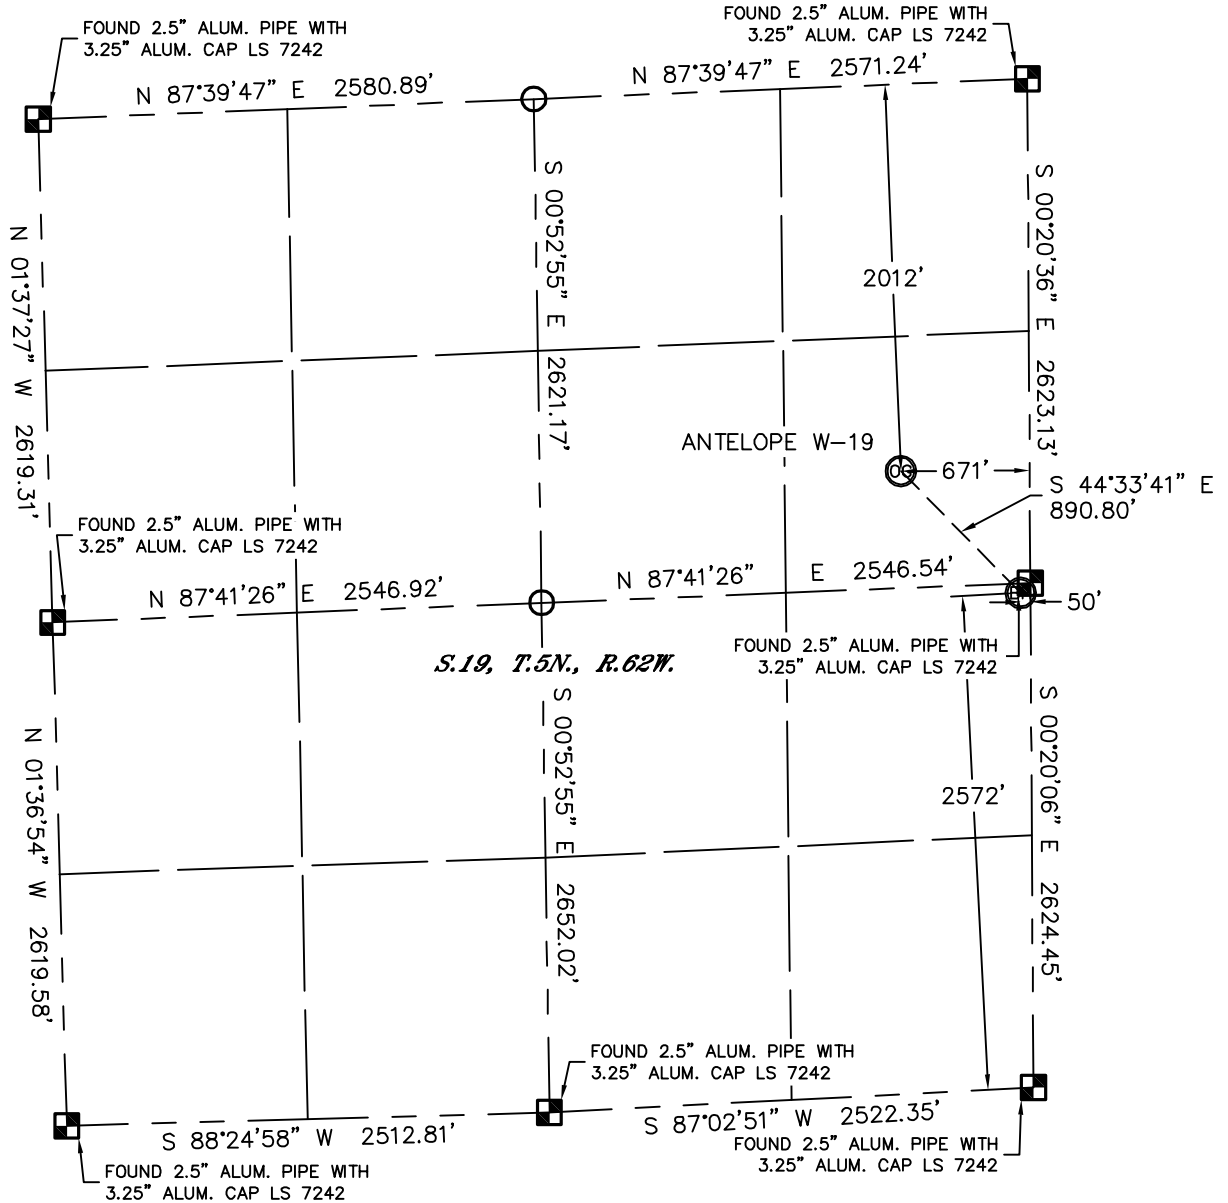 FOUND 2.5" ALUM. PIPE WITH
3.25" ALUM. CAP LS 7242
FOUND 2.5" ALUM. PIPE WITH
3.25" ALUM. CAP LS 7242
N 87°39'47" E 2580.89'
N 87°39'47" E 2571.24'
N 01°37'27" W 2619.31'
S 00°52'55" E 2621.17'
2012'
S 00°20'36" E 2623.13'
ANTELOPE W-19
OG
671'
S 44°33'41" E
890.80'
FOUND 2.5" ALUM. PIPE WITH
3.25" ALUM. CAP LS 7242
N 87°41'26" E 2546.92'
N 87°41'26" E 2546.54'
50'
FOUND 2.5" ALUM. PIPE WITH
3.25" ALUM. CAP LS 7242
S.19, T.5N., R.62W.
N 01°36'54" W 2619.58'
S 00°52'55" E 2652.02'
2572'
S 00°20'06" E 2624.45'
FOUND 2.5" ALUM. PIPE WITH
3.25" ALUM. CAP LS 7242
S 88°24'58" W 2512.81'
S 87°02'51" W 2522.35'
FOUND 2.5" ALUM. PIPE WITH
3.25" ALUM. CAP LS 7242
FOUND 2.5" ALUM. PIPE WITH
3.25" ALUM. CAP LS 7242